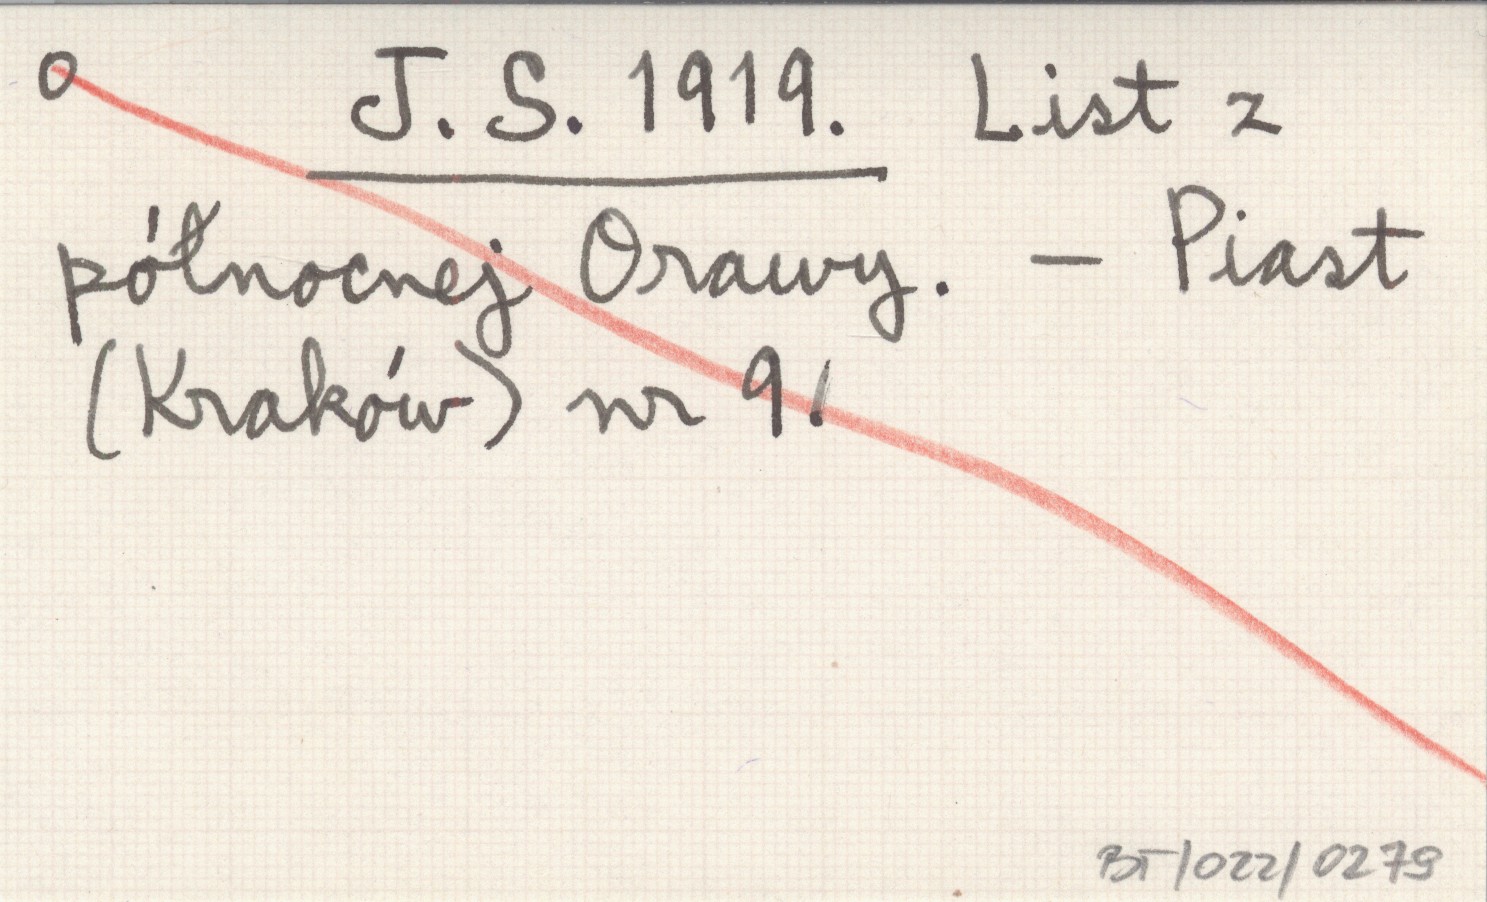 O J. S. 1919. List z
północnej Orawy. – Piast
(Kraków) nr 9.
BT/022/0279